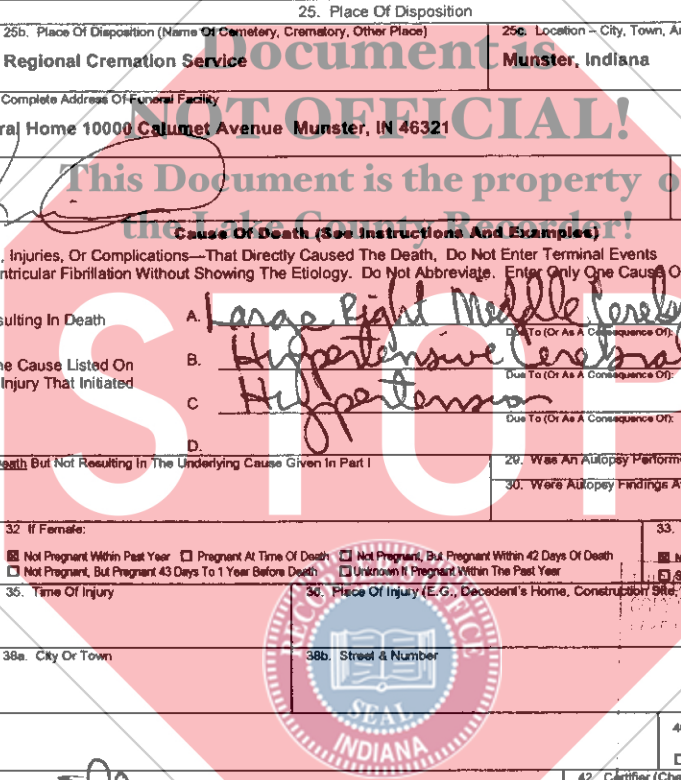 25. Place Of Disposition
25b. Place Of Disposition (Name Of Cemetery, Crematory, Other Place)
25c. Location – City, Town, A
Document is
Regional Cremation Service
Munster, Indiana
Complete Address Of Funeral Facility
NOT OFFICIAL!
ral Home 10000 Calumet Avenue Munster, IN 46321
This Document is the property o
the Lake County Recorder!
Cause Of Death (See Instructions And Examples)
, Injuries, Or Complications—That Directly Caused The Death, Do Not Enter Terminal Events
ntricular Fibrillation Without Showing The Etiology. Do Not Abbreviate. Enter Only One Cause O
sulting In Death
A. Large Right Middle Cereb
Due To (Or As A Consequence Of):
ne Cause Listed On
B. Hypertensive Cerebral
Injury That Initiated
Due To (Or As A Consequence Of):
C Hypertension
Due To (Or As A Consequence Of):
D.
STOP
Death But Not Resulting In The Underlying Cause Given In Part I
29. Was An Autopsy Perform
30. Were Autopsy Findings A
32 If Female:
33.
Not Pregnant Within Past Year Pregnant At Time Of Death Not Pregnant, But Pregnant Within 42 Days Of Death
Not Pregnant, But Pregnant 43 Days To 1 Year Before Death Unknown If Pregnant Within The Past Year
35. Time Of Injury
36. Place Of Injury (E.G., Decedent's Home, Construction Site,
38a. City Or Town
38b. Street & Number
RECORDER'S OFFICE
SEAL
INDIANA
42. Certifier (Che